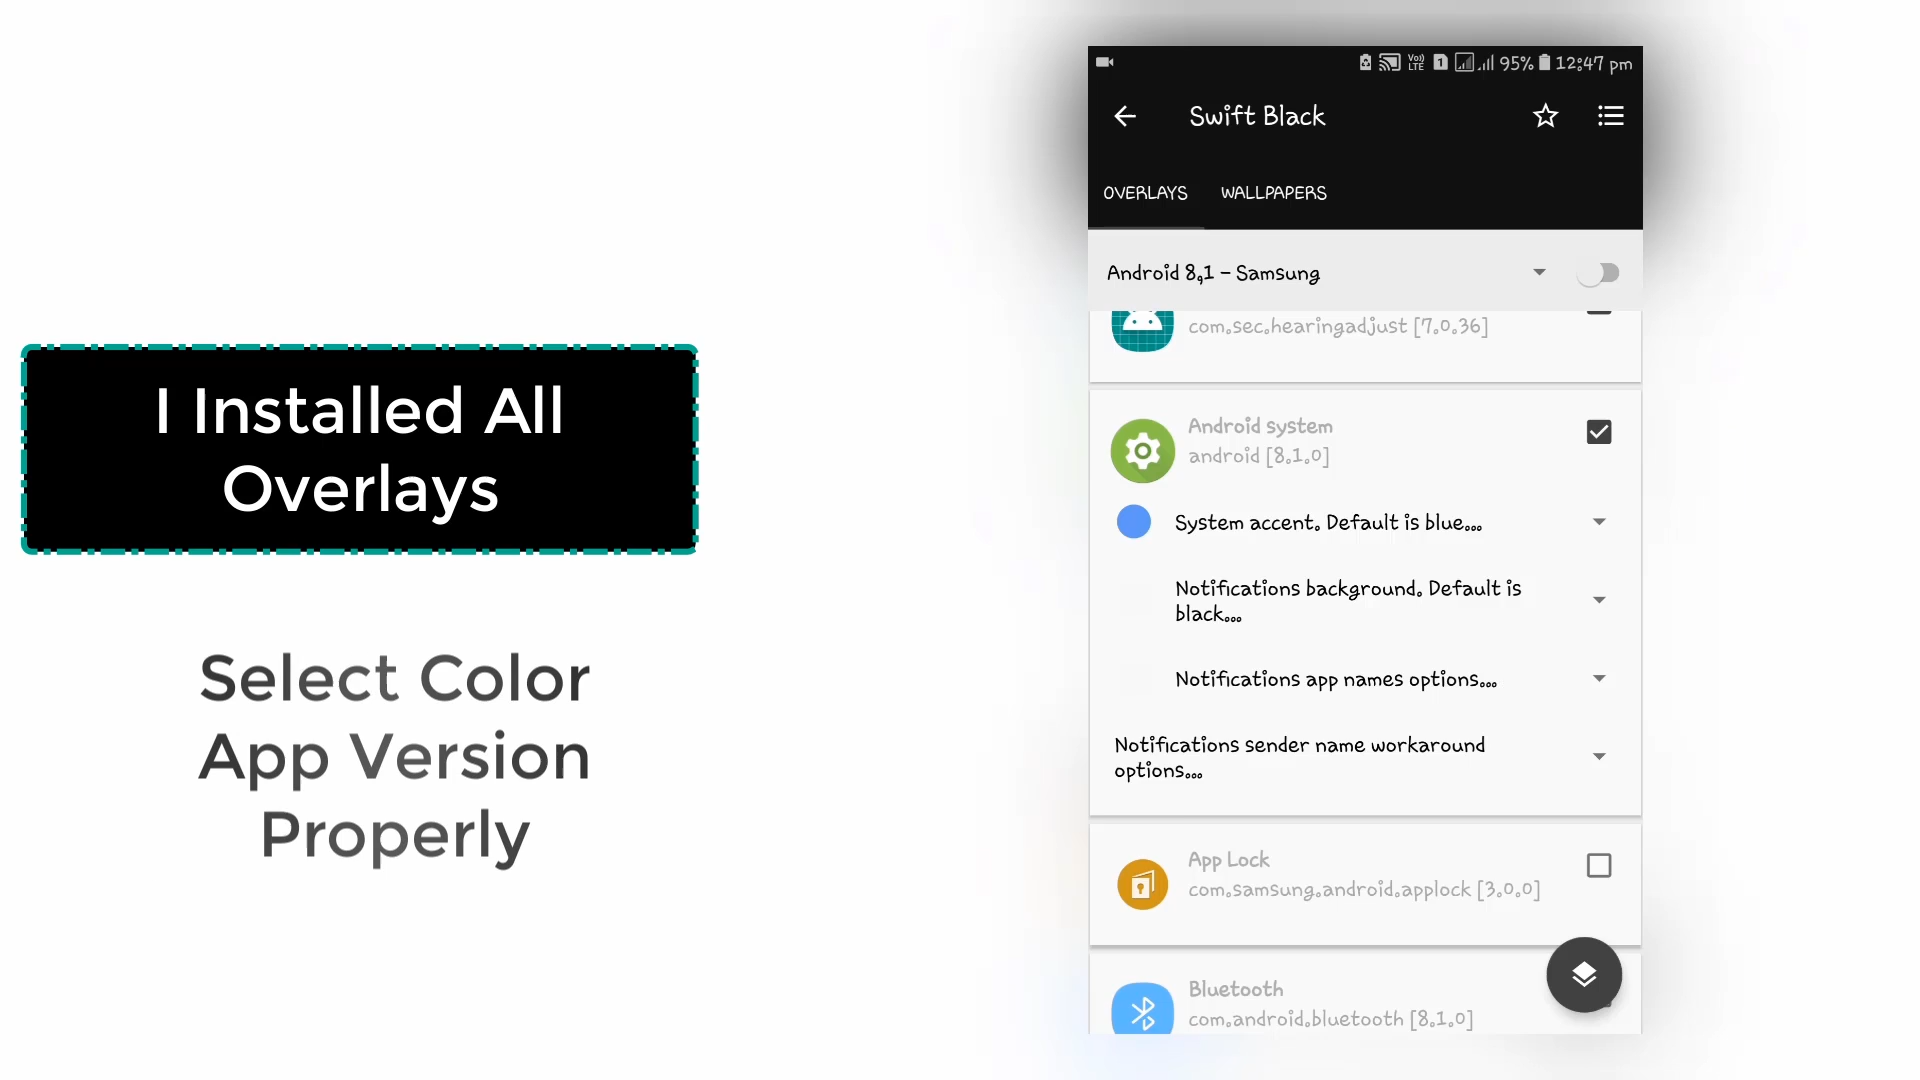 I Installed All
Overlays
Select Color
App Version
Properly
Vo))
LTE
1
95%
12:47 pm
Swift Black
OVERLAYS
WALLPAPERS
Android 8.1 - Samsung
com.sec.hearingadjust [7.0.36]
Android system
android [8.1.0]
System accent. Default is blue...
Notifications background. Default is
black...
Notifications app names options...
Notifications sender name workaround
options...
App Lock
com.samsung.android.applock [3.0.0]
Bluetooth
com.android.bluetooth [8.1.0]